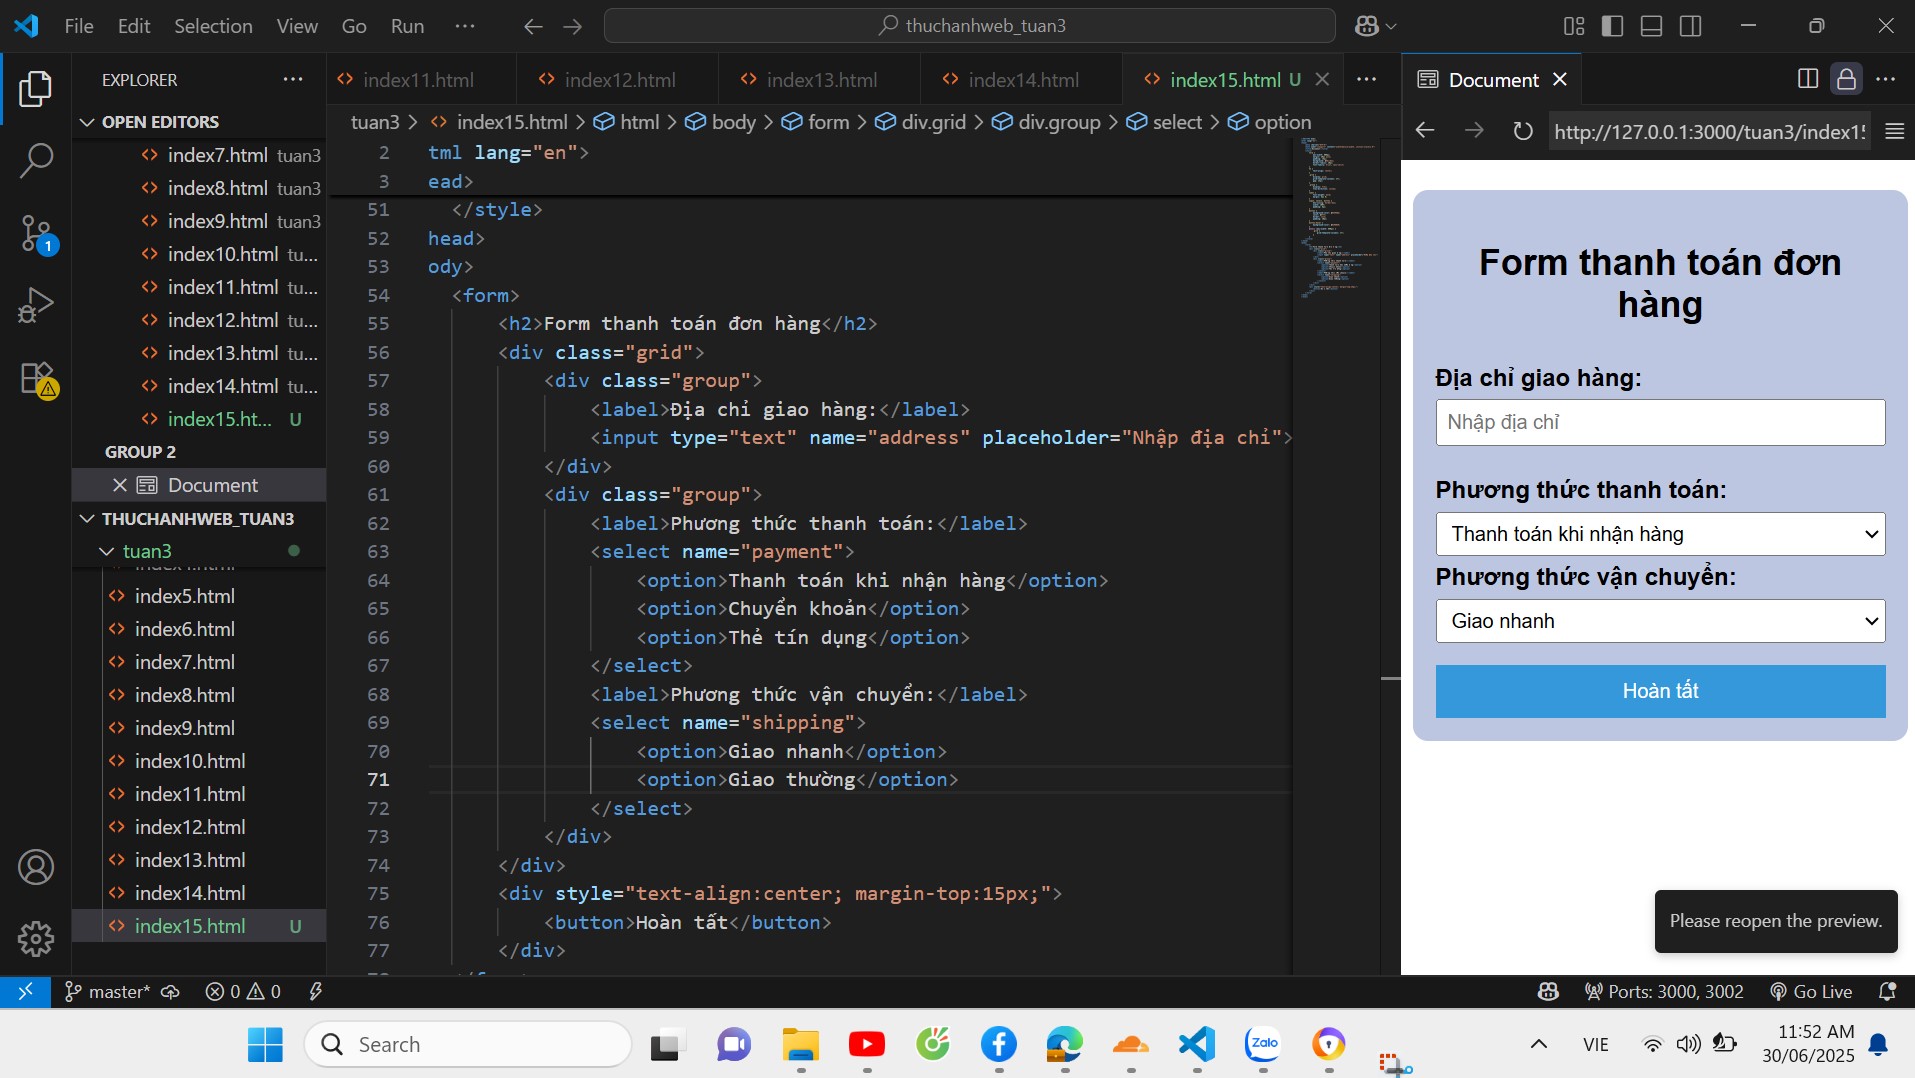 File Edit Selection View Go Run ··· thuchanhweb_tuan3
EXPLORER ···
index11.html index12.html index13.html index14.html index15.html U ···
Document
OPEN EDITORS
tuan3 > index15.html > html > body > form > div.grid > div.group > select > option
http://127.0.0.1:3000/tuan3/index15
index7.html tuan3
index8.html tuan3
index9.html tuan3
index10.html tu...
index11.html tu...
index12.html tu...
index13.html tu...
index14.html tu...
index15.ht... U
GROUP 2
Document
THUCHANHWEB_TUAN3
tuan3
index5.html
index6.html
index7.html
index8.html
index9.html
index10.html
index11.html
index12.html
index13.html
index14.html
index15.html U
2 tml lang="en">
3 ead>
51 </style>
52 head>
53 ody>
54 <form>
55 <h2>Form thanh toán đơn hàng</h2>
56 <div class="grid">
57 <div class="group">
58 <label>Địa chỉ giao hàng:</label>
59 <input type="text" name="address" placeholder="Nhập địa chỉ">
60 </div>
61 <div class="group">
62 <label>Phương thức thanh toán:</label>
63 <select name="payment">
64 <option>Thanh toán khi nhận hàng</option>
65 <option>Chuyển khoản</option>
66 <option>Thẻ tín dụng</option>
67 </select>
68 <label>Phương thức vận chuyển:</label>
69 <select name="shipping">
70 <option>Giao nhanh</option>
71 <option>Giao thường</option>
72 </select>
73 </div>
74 </div>
75 <div style="text-align:center; margin-top:15px;">
76 <button>Hoàn tất</button>
77 </div>
Form thanh toán đơn
hàng
Địa chỉ giao hàng:
Nhập địa chỉ
Phương thức thanh toán:
Thanh toán khi nhận hàng
Phương thức vận chuyển:
Giao nhanh
Hoàn tất
Please reopen the preview.
1
master* 0 0 Ports: 3000, 3002 Go Live
Search
Zalo
VIE
11:52 AM
30/06/2025